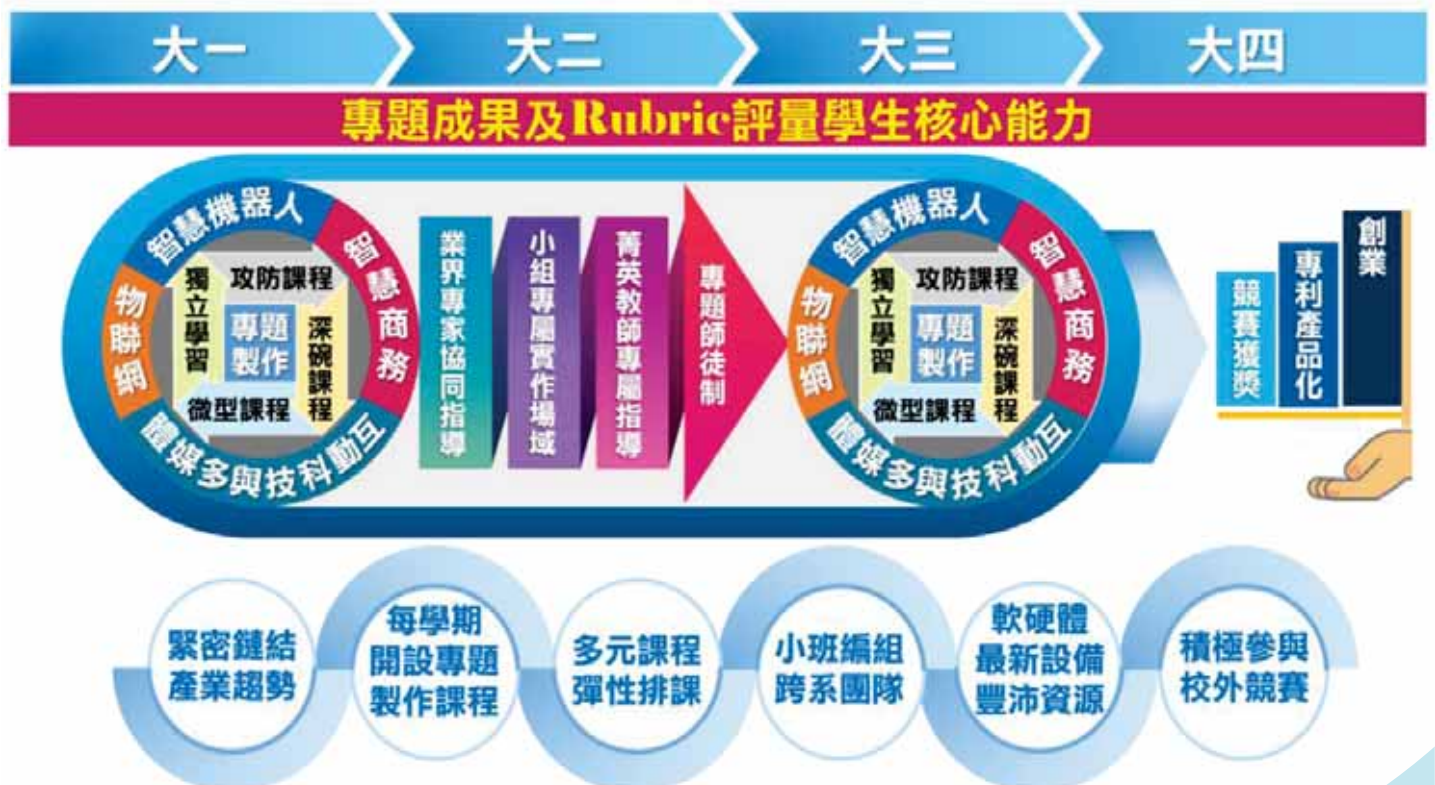 大一
大二
大三
大四
專題成果及Rubric評量學生核心能力
智慧機器人
智慧商務
物聯網
互動科技與多媒體
攻防課程
獨立學習
專題
製作
深碗課程
微型課程
業界專家協同指導
小組專屬實作場域
菁英教師專屬指導
專題師徒制
智慧機器人
智慧商務
物聯網
互動科技與多媒體
攻防課程
獨立學習
專題
製作
深碗課程
微型課程
競賽獲獎
專利產品化
創業
緊密鏈結
產業趨勢
每學期
開設專題
製作課程
多元課程
彈性排課
小班編組
跨系團隊
軟硬體
最新設備
豐沛資源
積極參與
校外競賽